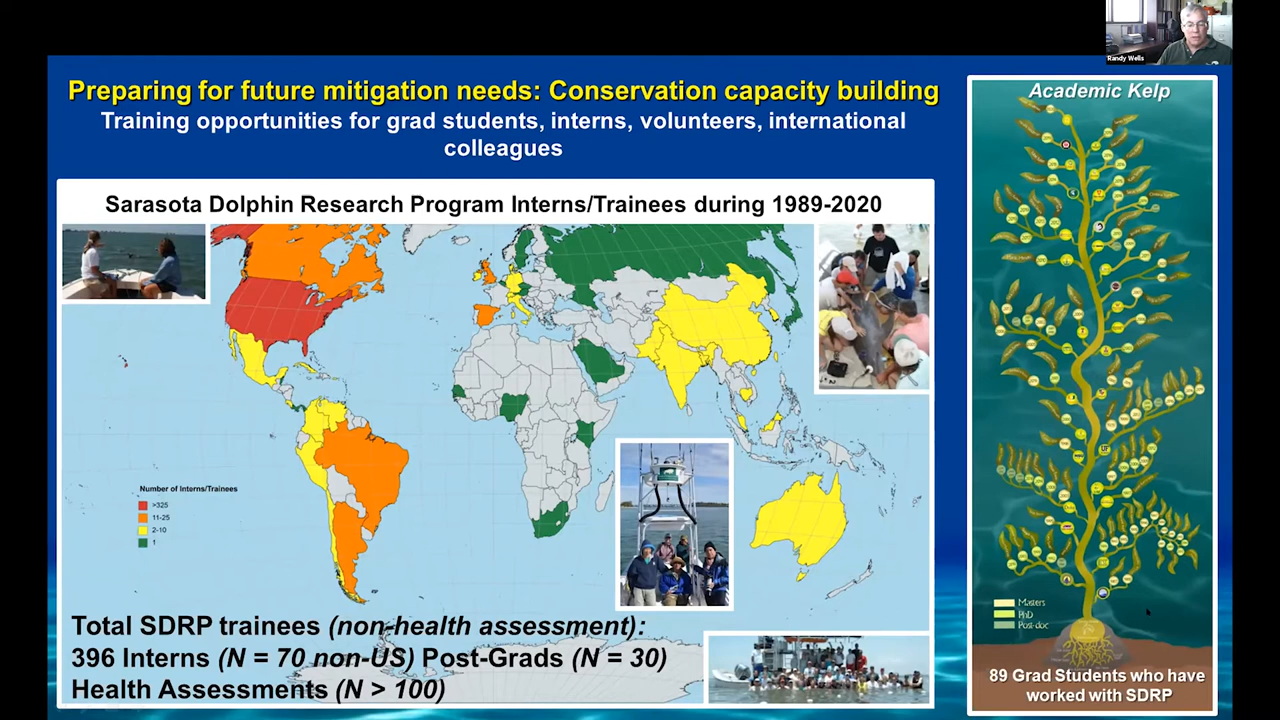 Randy Wells
Preparing for future mitigation needs: Conservation capacity building
Training opportunities for grad students, interns, volunteers, international
colleagues
Sarasota Dolphin Research Program Interns/Trainees during 1989-2020
Number of Interns/Trainees
>325
11-25
2-10
1
Total SDRP trainees (non-health assessment):
396 Interns (N = 70 non-US) Post-Grads (N = 30)
Health Assessments (N > 100)
Academic Kelp
Masters
PhD
Post-doc
89 Grad Students who have
worked with SDRP